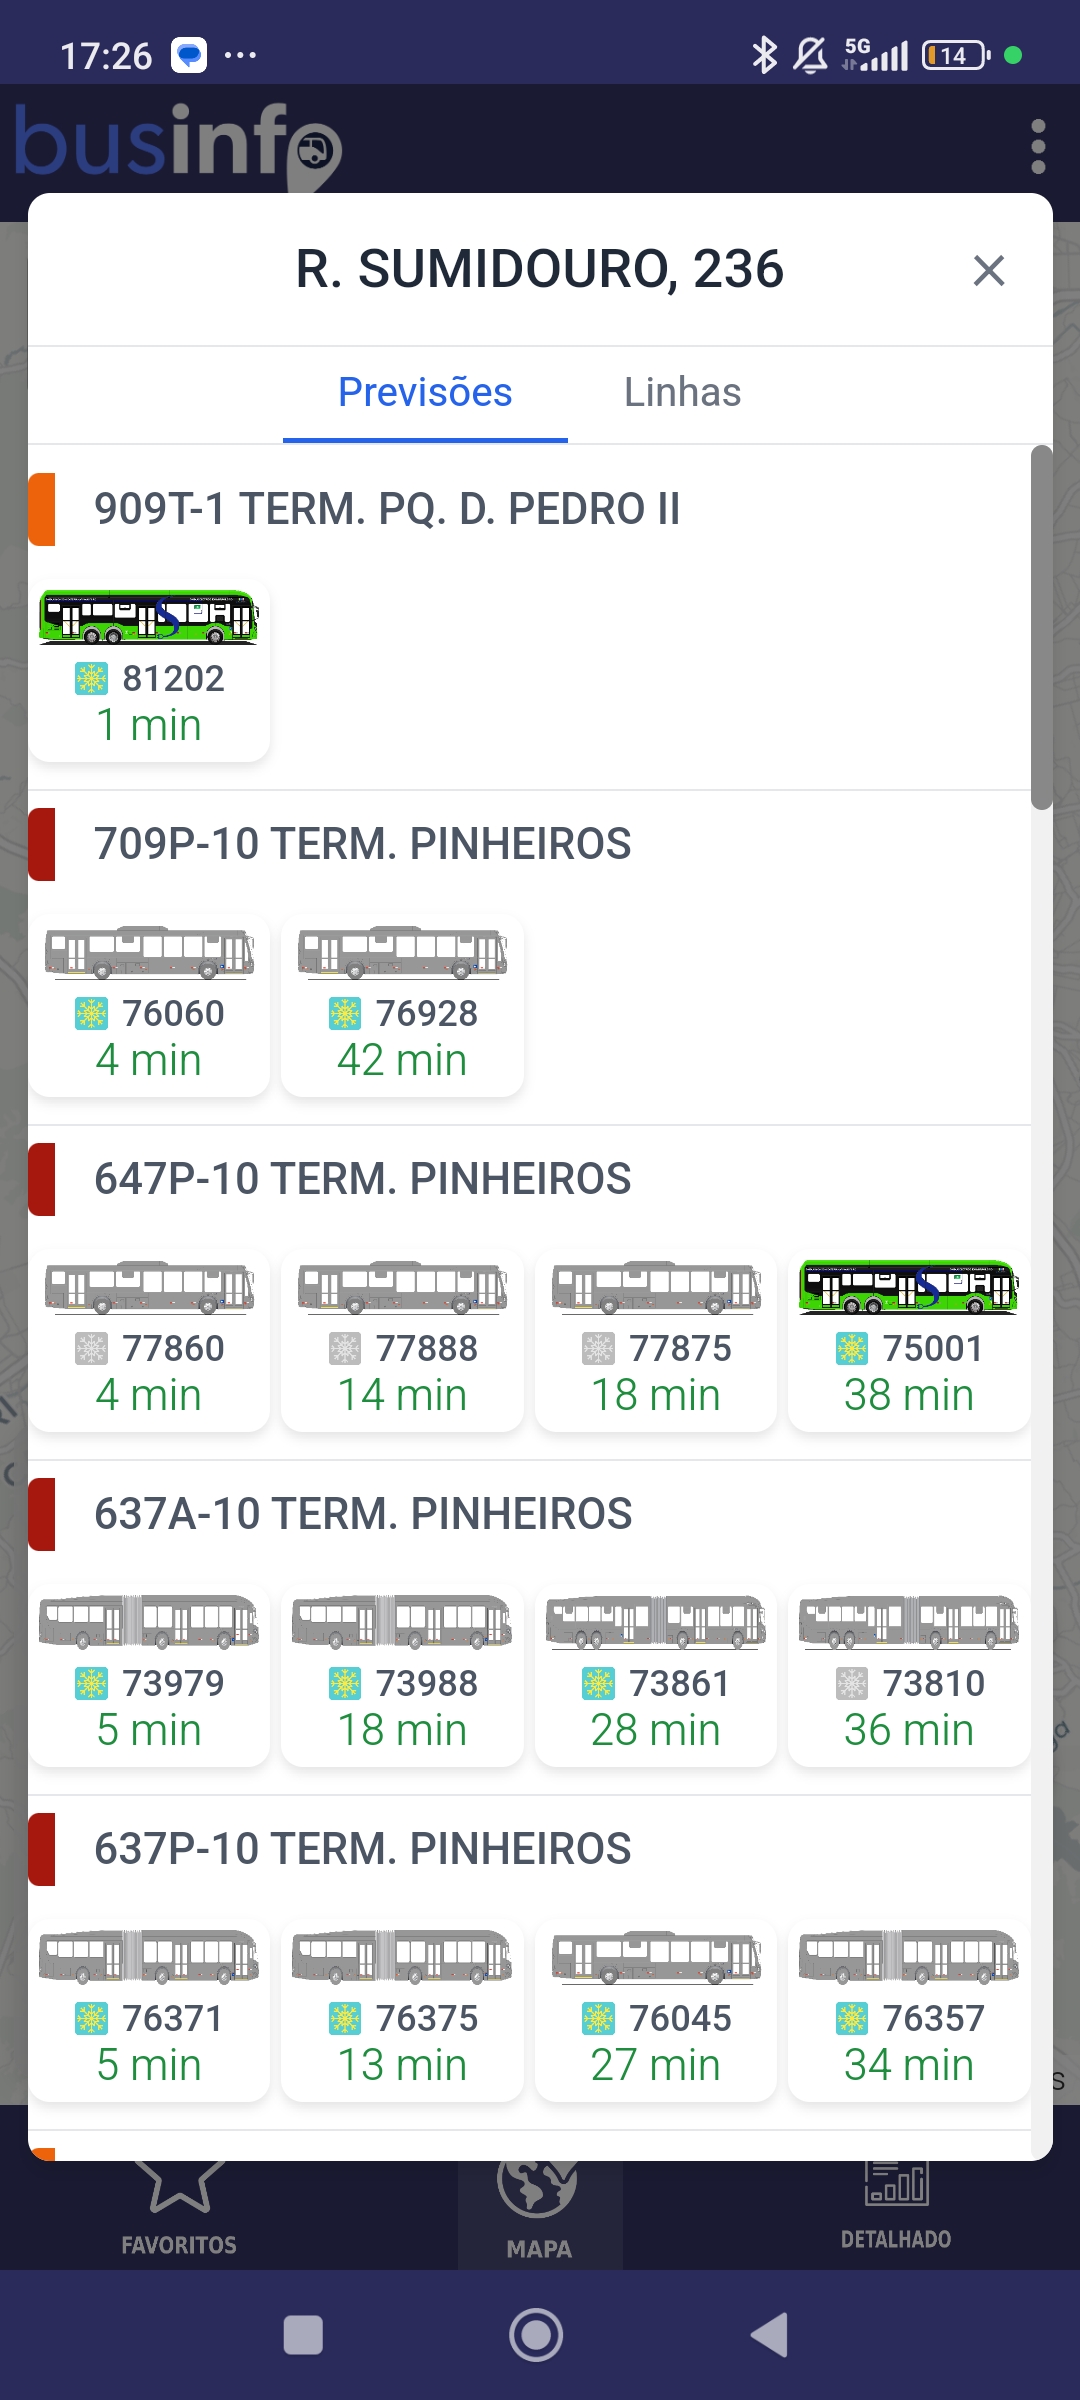 17:26
5G
14
businfo
R. SUMIDOURO, 236
Previsões
Linhas
909T-1 TERM. PQ. D. PEDRO II
81202
1 min
709P-10 TERM. PINHEIROS
76060
76928
4 min
42 min
647P-10 TERM. PINHEIROS
77860
77888
77875
75001
4 min
14 min
18 min
38 min
637A-10 TERM. PINHEIROS
73979
73988
73861
73810
5 min
18 min
28 min
36 min
637P-10 TERM. PINHEIROS
76371
76375
76045
76357
5 min
13 min
27 min
34 min
FAVORITOS
MAPA
DETALHADO